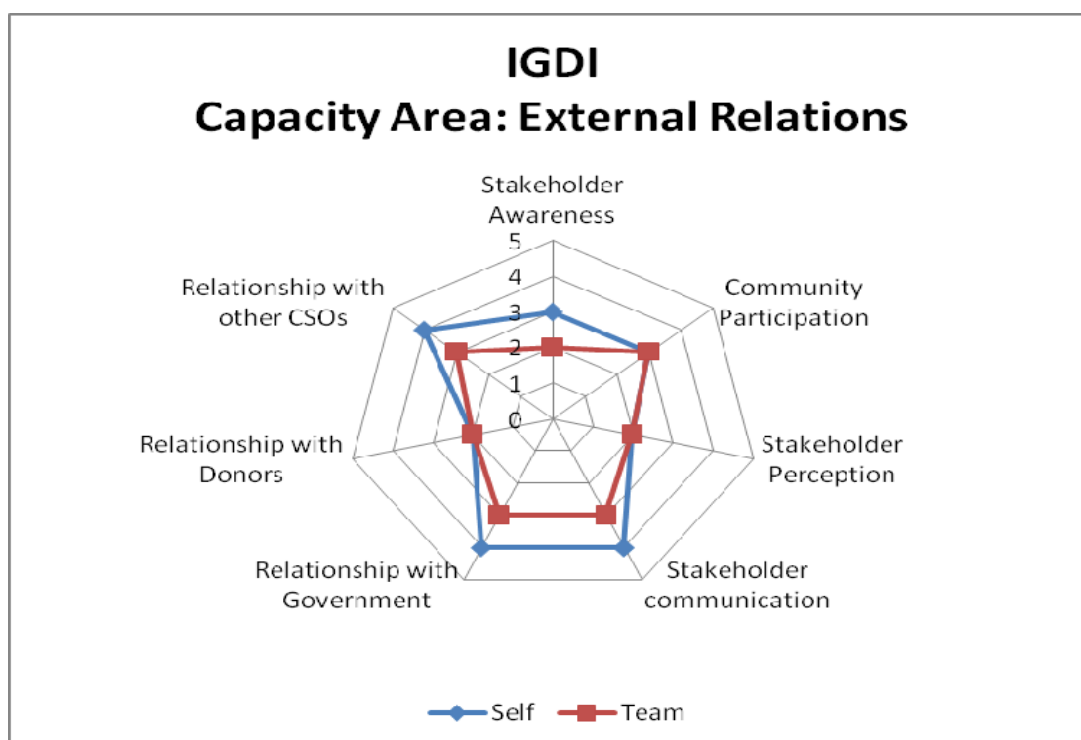 IGDI
Capacity Area: External Relations
Stakeholder
Awareness
5
4
3
2
1
0
Community
Participation
Stakeholder
Perception
Stakeholder
communication
Relationship with
Government
Relationship with
Donors
Relationship with
other CSOs
Self
Team